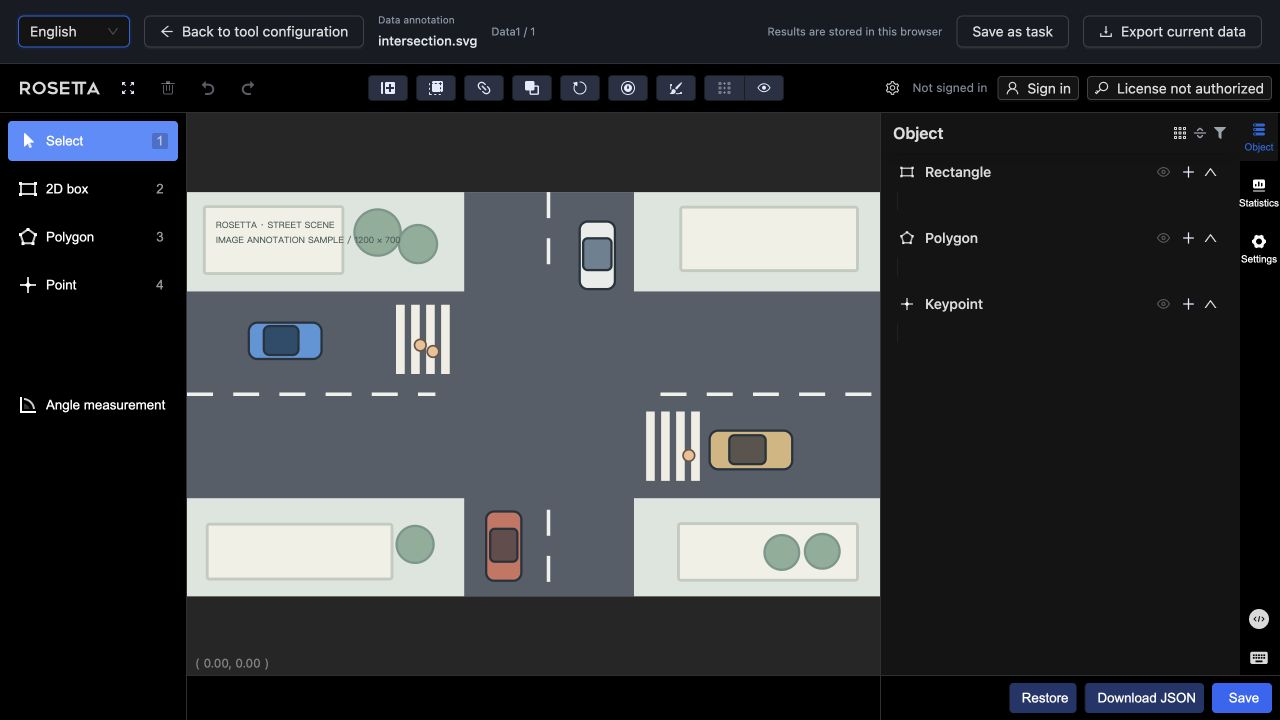 English
Back to tool configuration
Data annotation
intersection.svg
Data1 / 1
Results are stored in this browser
Save as task
Export current data
ROSETTA
Not signed in
Sign in
License not authorized
Select 1
2D box 2
Polygon 3
Point 4
Angle measurement
ROSETTA · STREET SCENE
IMAGE ANNOTATION SAMPLE / 1200 × 700
( 0.00, 0.00 )
Object
Rectangle
Polygon
Keypoint
Object
Statistics
Settings
Restore
Download JSON
Save